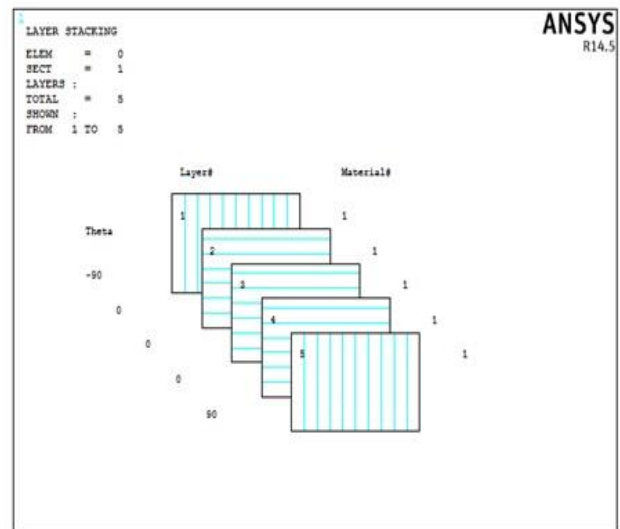 1
ANSYS
R14.5
LAYER STACKING
ELEM = 0
SECT = 1
LAYERS :
TOTAL = 5
SHOWN :
FROM 1 TO 5
Layer# Material#
1 1
Theta
2 1
-90 3 1
0 4 1
0 5 1
0
90